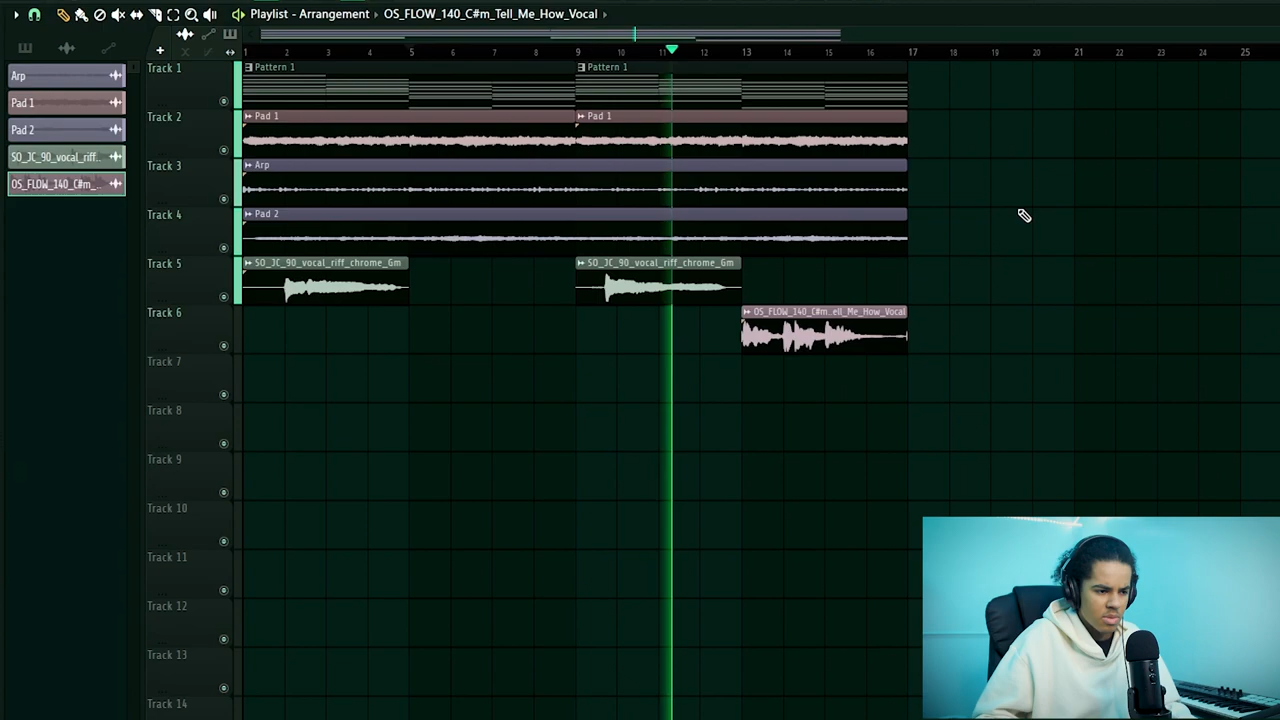 Playlist - Arrangement › OS_FLOW_140_C#m_Tell_Me_How_Vocal ›
1 2 3 4 5 6 7 8 9 10 11 12 13 14 15 16 17 18 19 20 21 22 23 24 25
Arp
Pad 1
Pad 2
SO_JC_90_vocal_riff..
OS_FLOW_140_C#m_..
Track 1
Pattern 1
Pattern 1
Track 2
Pad 1
Pad 1
Track 3
Arp
Track 4
Pad 2
Track 5
SO_JC_90_vocal_riff_chrome_Gm
SO_JC_90_vocal_riff_chrome_Gm
Track 6
OS_FLOW_140_C#m..ell_Me_How_Vocal
Track 7
Track 8
Track 9
Track 10
Track 11
Track 12
Track 13
Track 14